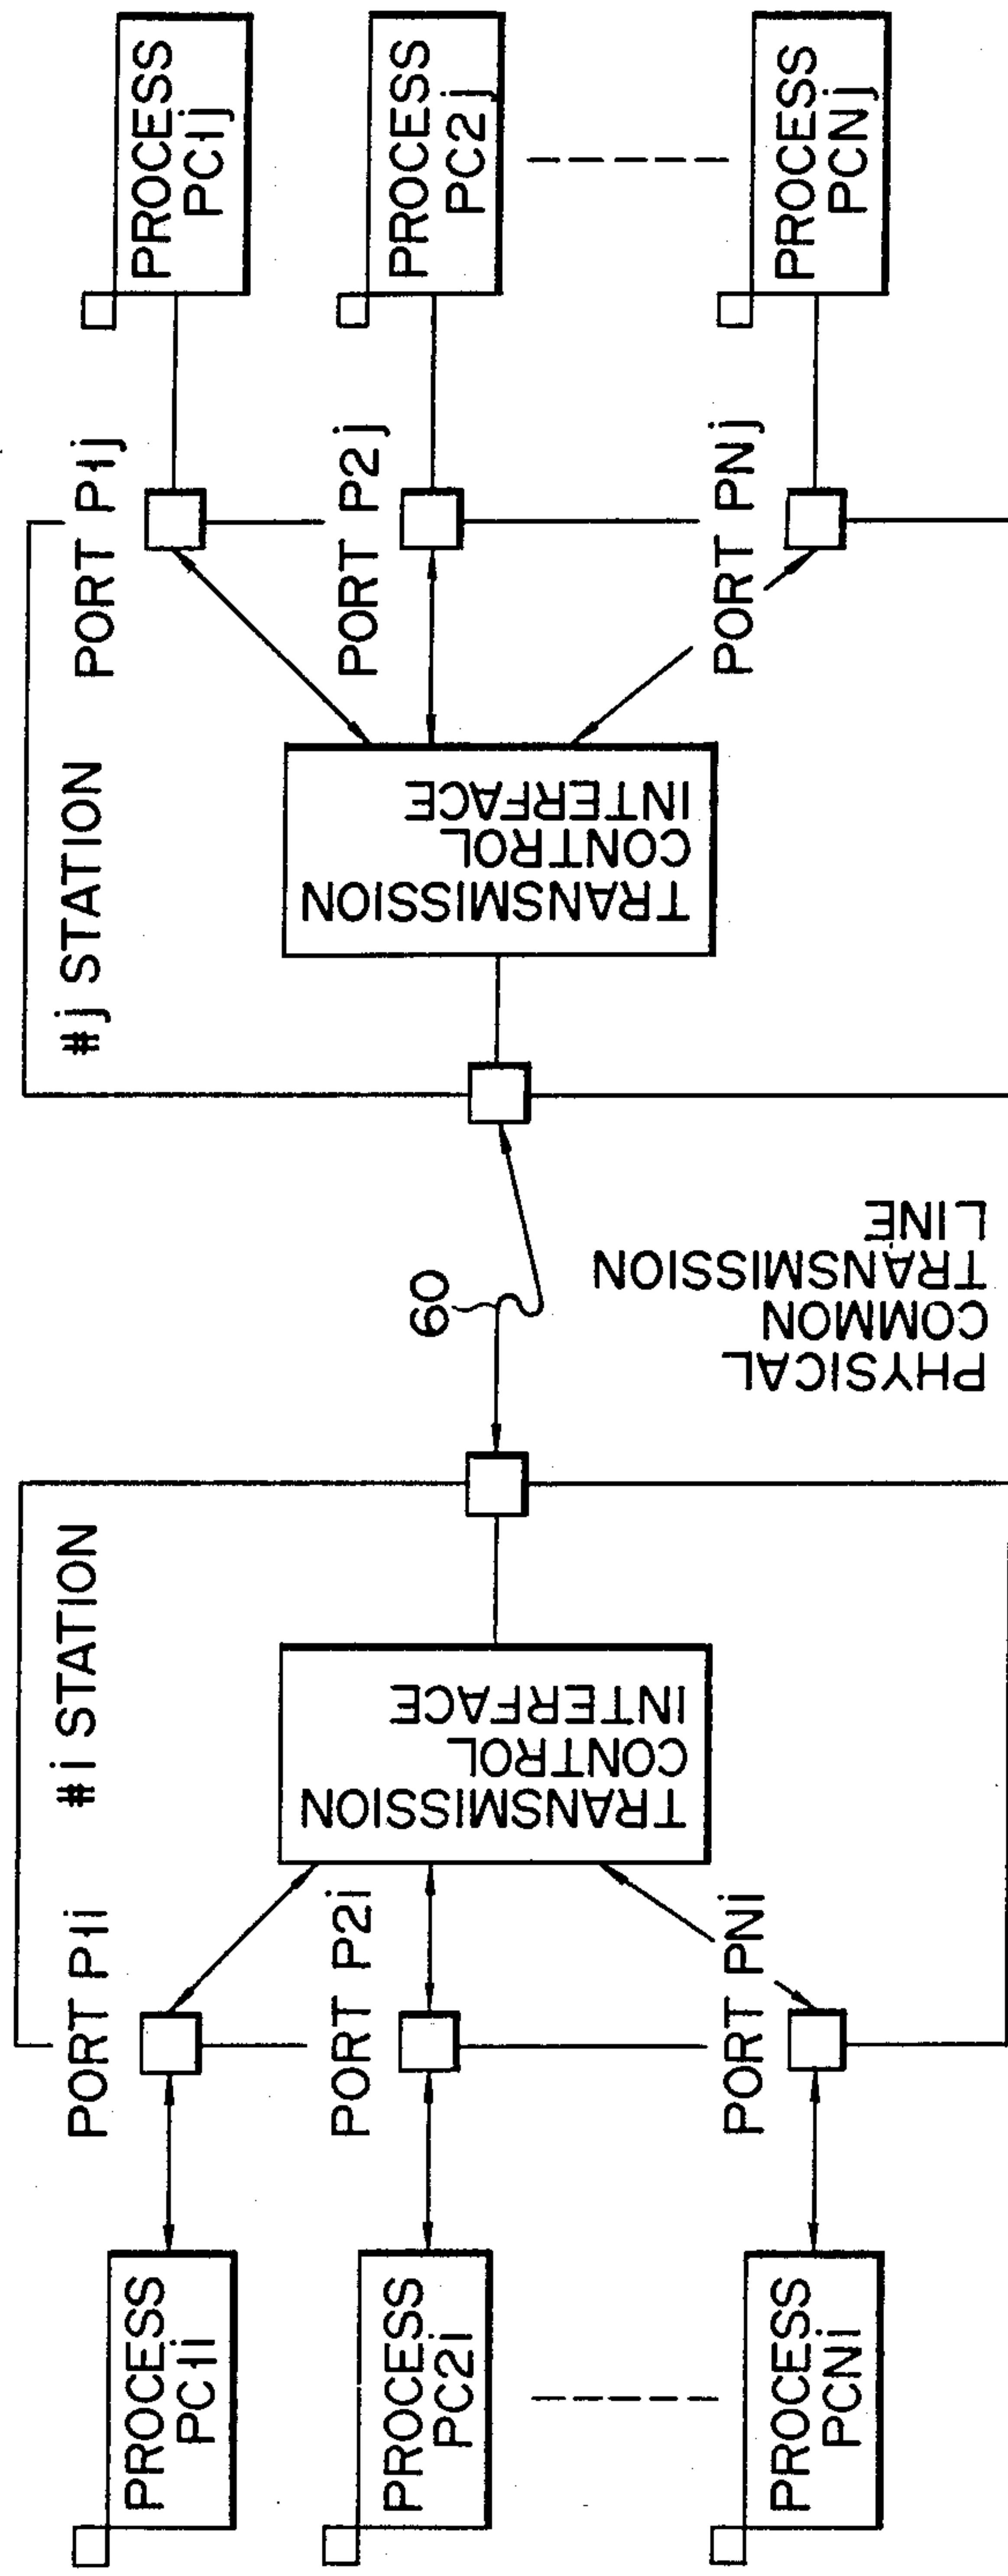 #i STATION
#j STATION
PORT P1i
PORT P1j
PROCESS
PC1i
PROCESS
PC1j
PORT P2i
PORT P2j
PROCESS
PC2i
TRANSMISSION
CONTROL
INTERFACE
60
TRANSMISSION
CONTROL
INTERFACE
PROCESS
PC2j
PORT PNi
PHYSICAL
COMMON
TRANSMISSION
LINE
PORT PNj
PROCESS
PCNi
PROCESS
PCNj